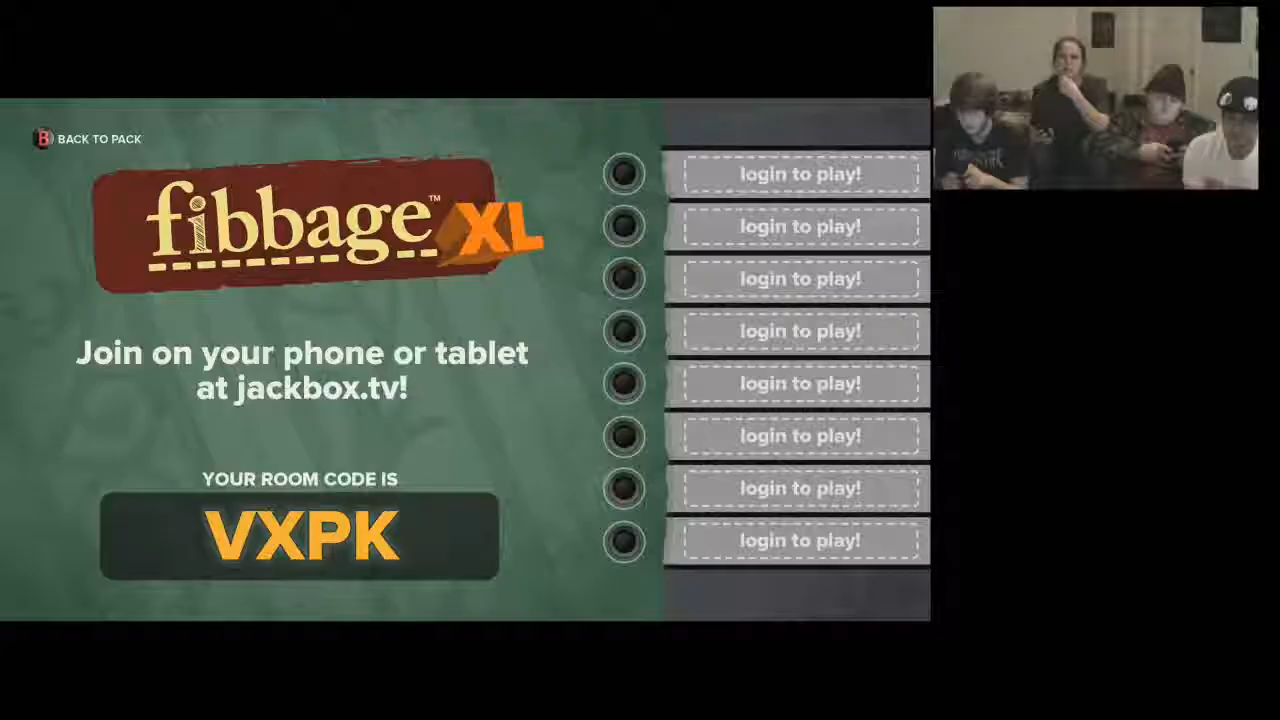 B BACK TO PACK
fibbage™ XL
Join on your phone or tablet
at jackbox.tv!
YOUR ROOM CODE IS
VXPK
login to play!
login to play!
login to play!
login to play!
login to play!
login to play!
login to play!
login to play!